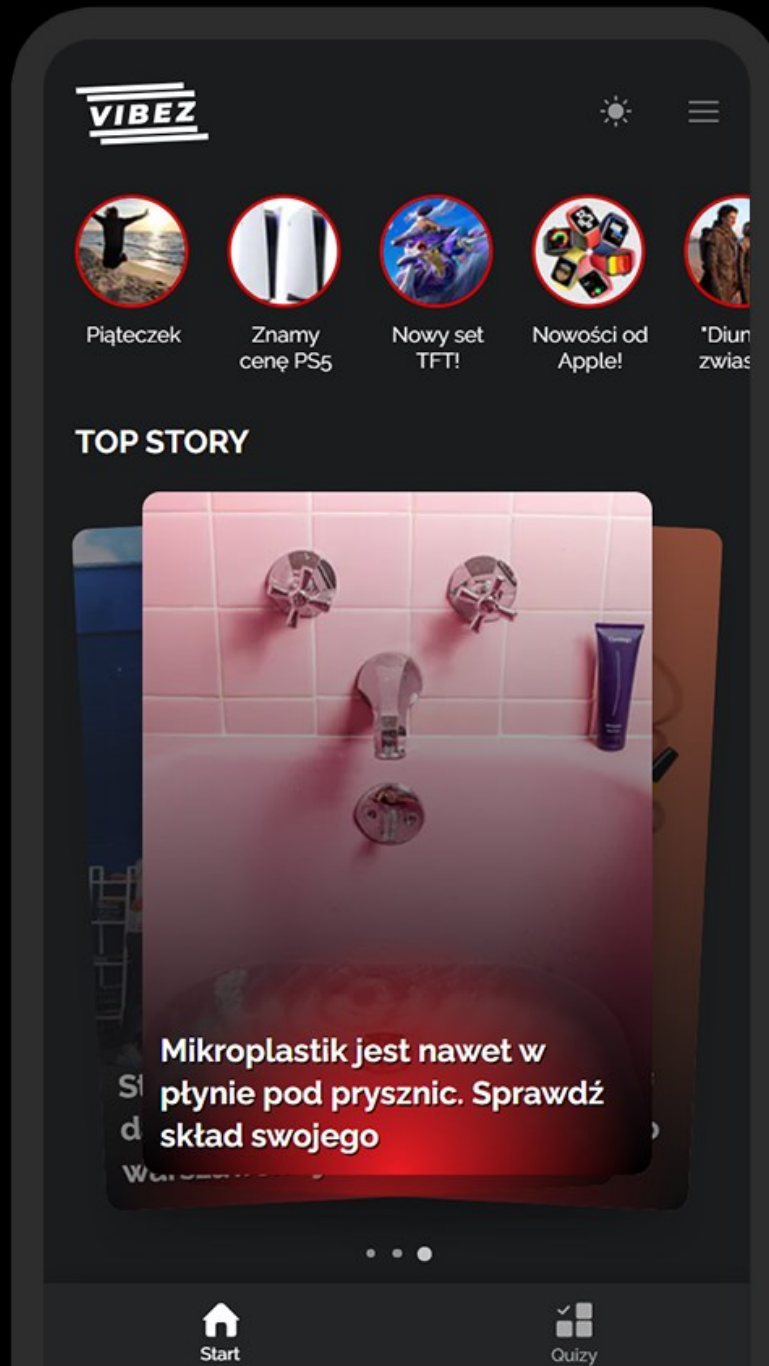 VIBEZ
Piąteczek
Znamy
cenę PS5
Nowy set
TFT!
Nowości od
Apple!
TOP STORY
Mikroplastik jest nawet w
płynie pod prysznic. Sprawdź
skład swojego
Start
Quizy